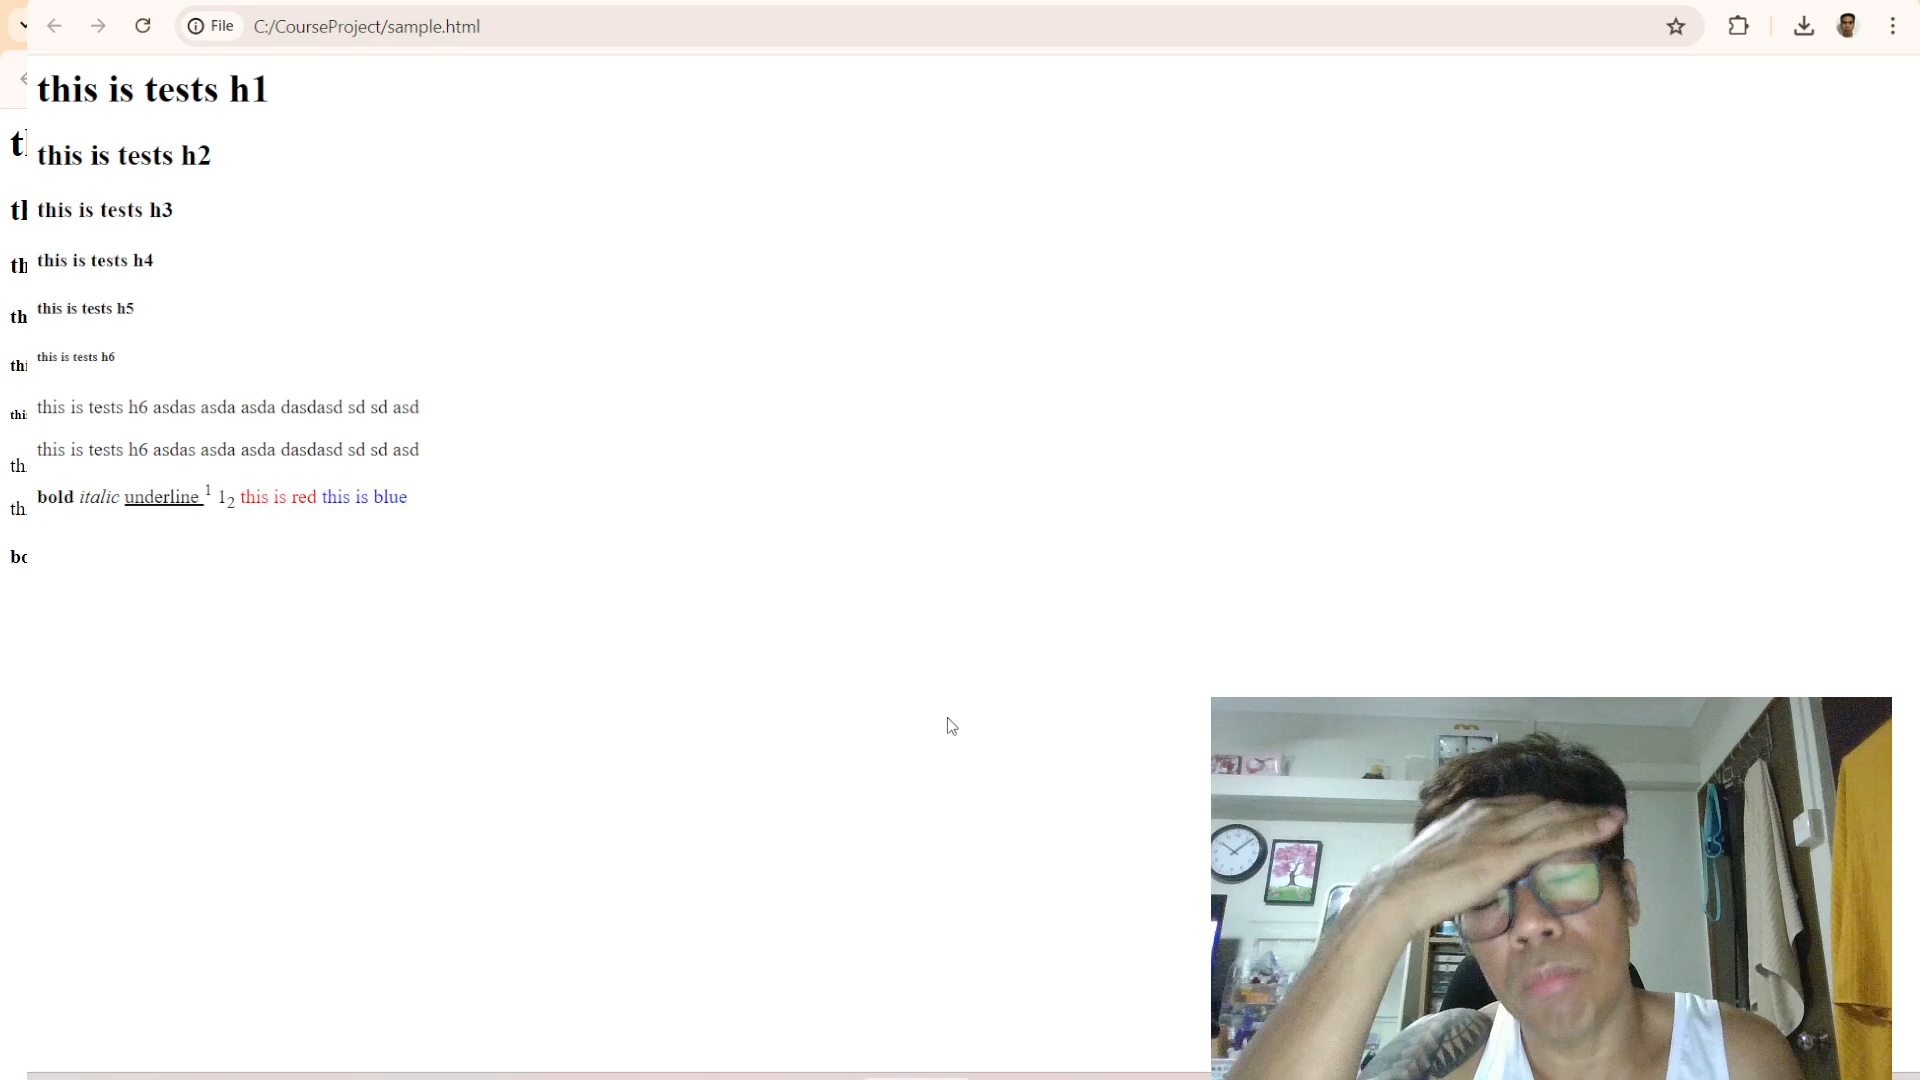 File C:/CourseProject/sample.html
this is tests h1
this is tests h2
this is tests h3
this is tests h4
this is tests h5
this is tests h6
this is tests h6 asdas asda asda dasdasd sd sd asd
this is tests h6 asdas asda asda dasdasd sd sd asd
bold italic underline 1 12 this is red this is blue